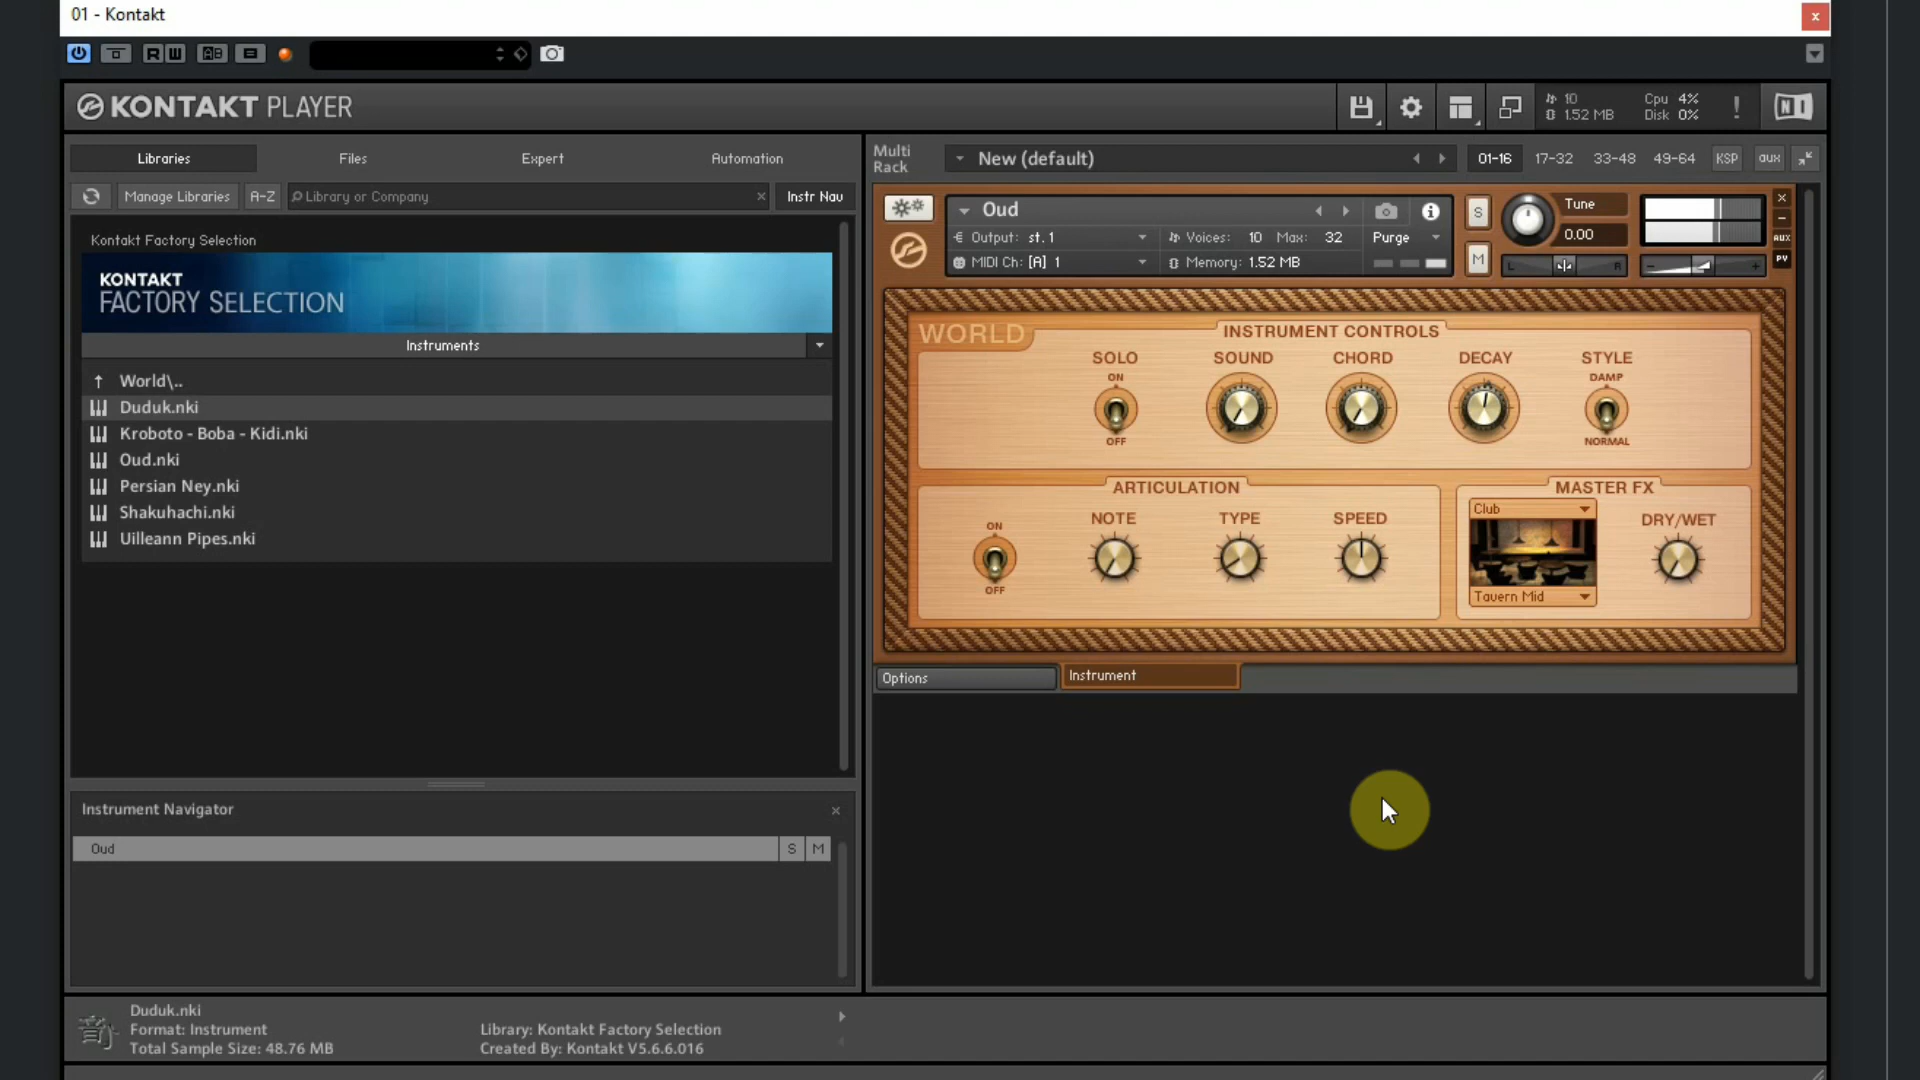 01 - Kontakt
R W AB
KONTAKT PLAYER
10
1.52 MB
Cpu 4%
Disk 0%
!
NI
Libraries Files Expert Automation
Manage Libraries A-Z Library or Company × Instr Nav
Kontakt Factory Selection
KONTAKT
FACTORY SELECTION
Instruments
World\..
Duduk.nki
Kroboto - Boba - Kidi.nki
Oud.nki
Persian Ney.nki
Shakuhachi.nki
Uilleann Pipes.nki
Instrument Navigator ×
Oud S M
Duduk.nki
Format: Instrument
Total Sample Size: 48.76 MB
Library: Kontakt Factory Selection
Created By: Kontakt V5.6.6.016
Multi
Rack
New (default)
01-16 17-32 33-48 49-64 KSP aux
Oud
Output: st.1 Voices: 10 Max: 32 Purge
MIDI Ch: [A] 1 Memory: 1.52 MB
S
M
Tune
0.00
L R
- +
AUX
PV
WORLD
INSTRUMENT CONTROLS
SOLO SOUND CHORD DECAY STYLE
ON DAMP
OFF NORMAL
ARTICULATION
ON
OFF
NOTE TYPE SPEED
MASTER FX
Club
Tavern Mid
DRY/WET
Options Instrument